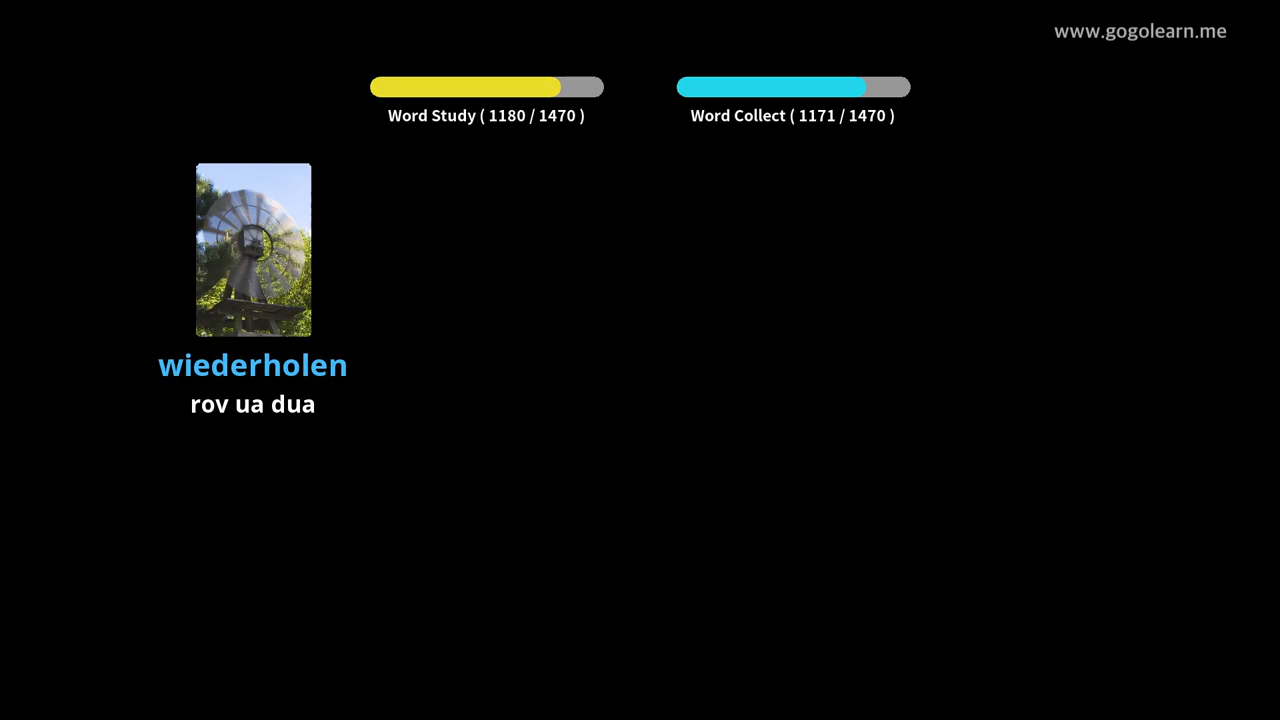 www.gogolearn.me
Word Study ( 1180 / 1470 )
Word Collect ( 1171 / 1470 )
wiederholen
rov ua dua